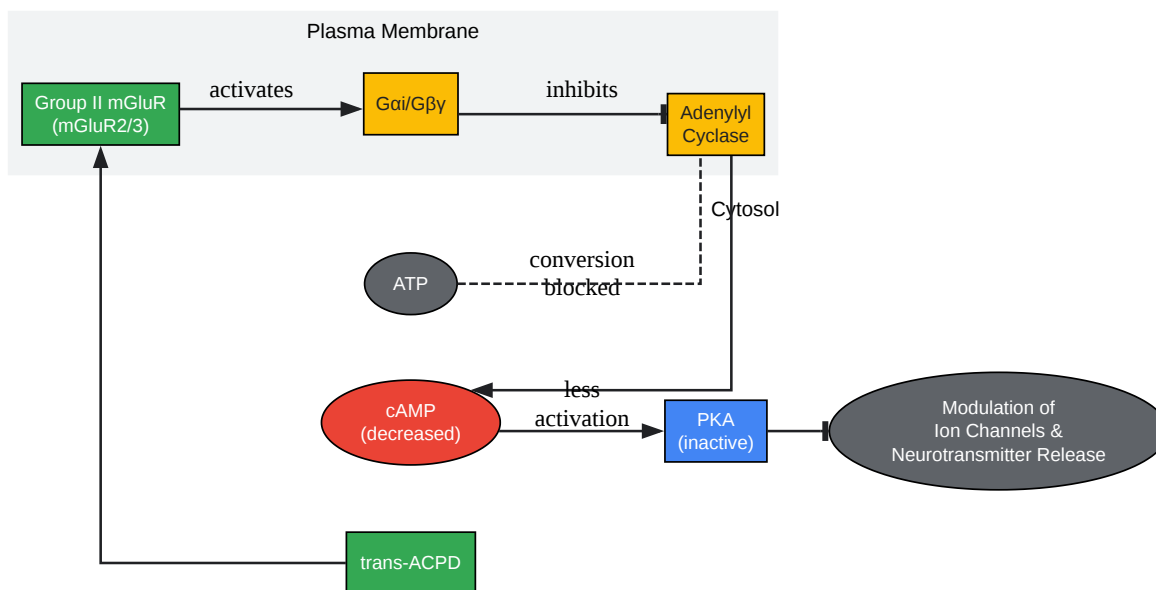 Plasma Membrane
Group II mGluR
(mGluR2/3)
activates
Gαi/Gβγ
inhibits
Adenylyl
Cyclase
Cytosol
ATP
conversion
blocked
cAMP
(decreased)
less
activation
PKA
(inactive)
Modulation of
Ion Channels &
Neurotransmitter Release
trans-ACPD